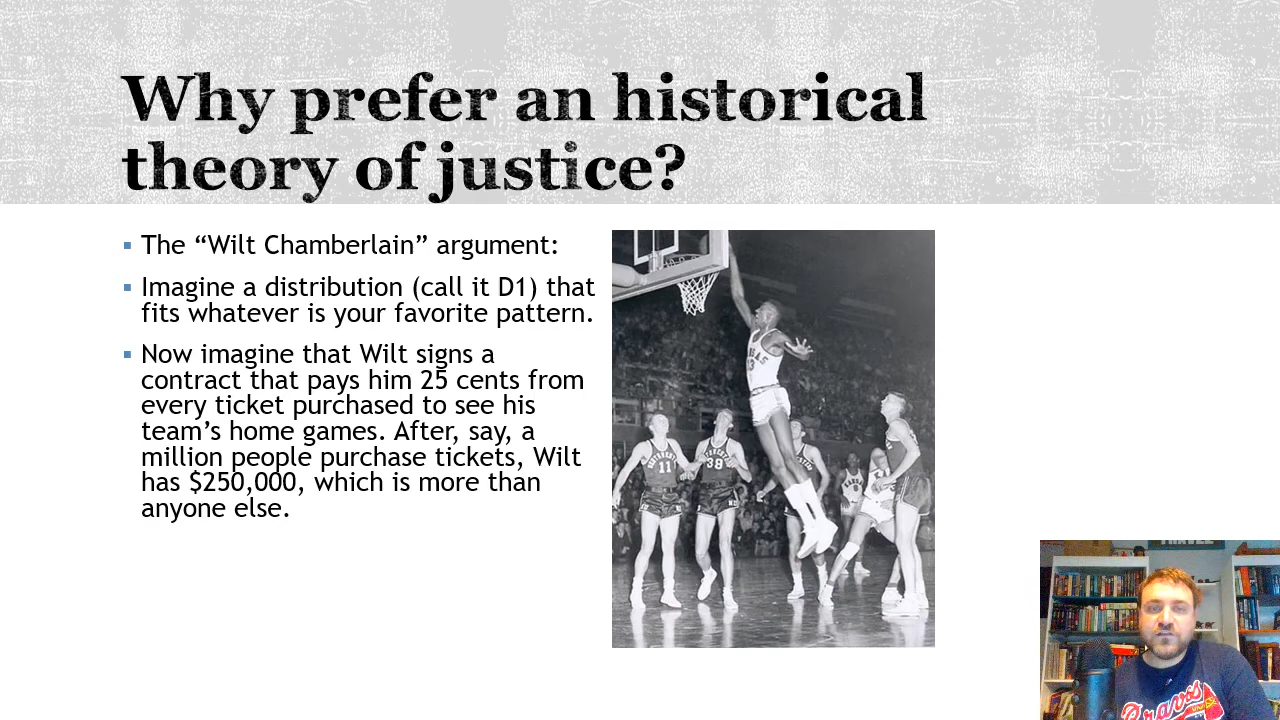 Why prefer an historical
theory of justice?
The “Wilt Chamberlain” argument:
Imagine a distribution (call it D1) that
fits whatever is your favorite pattern.
Now imagine that Wilt signs a
contract that pays him 25 cents from
every ticket purchased to see his
team’s home games. After, say, a
million people purchase tickets, Wilt
has $250,000, which is more than
anyone else.
11
38
Braves